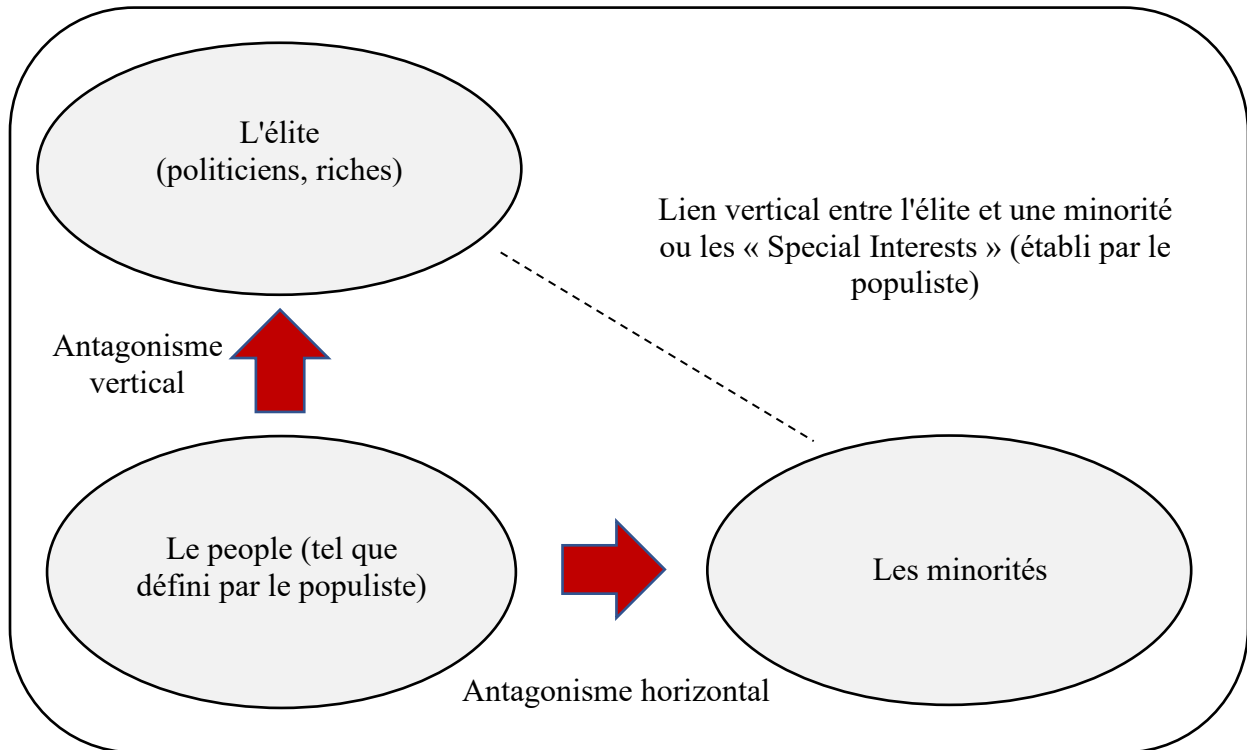 L'élite
(politiciens, riches)
Lien vertical entre l'élite et une minorité
ou les « Special Interests » (établi par le
populiste)
Antagonisme
vertical
Le people (tel que
défini par le populiste)
Les minorités
Antagonisme horizontal